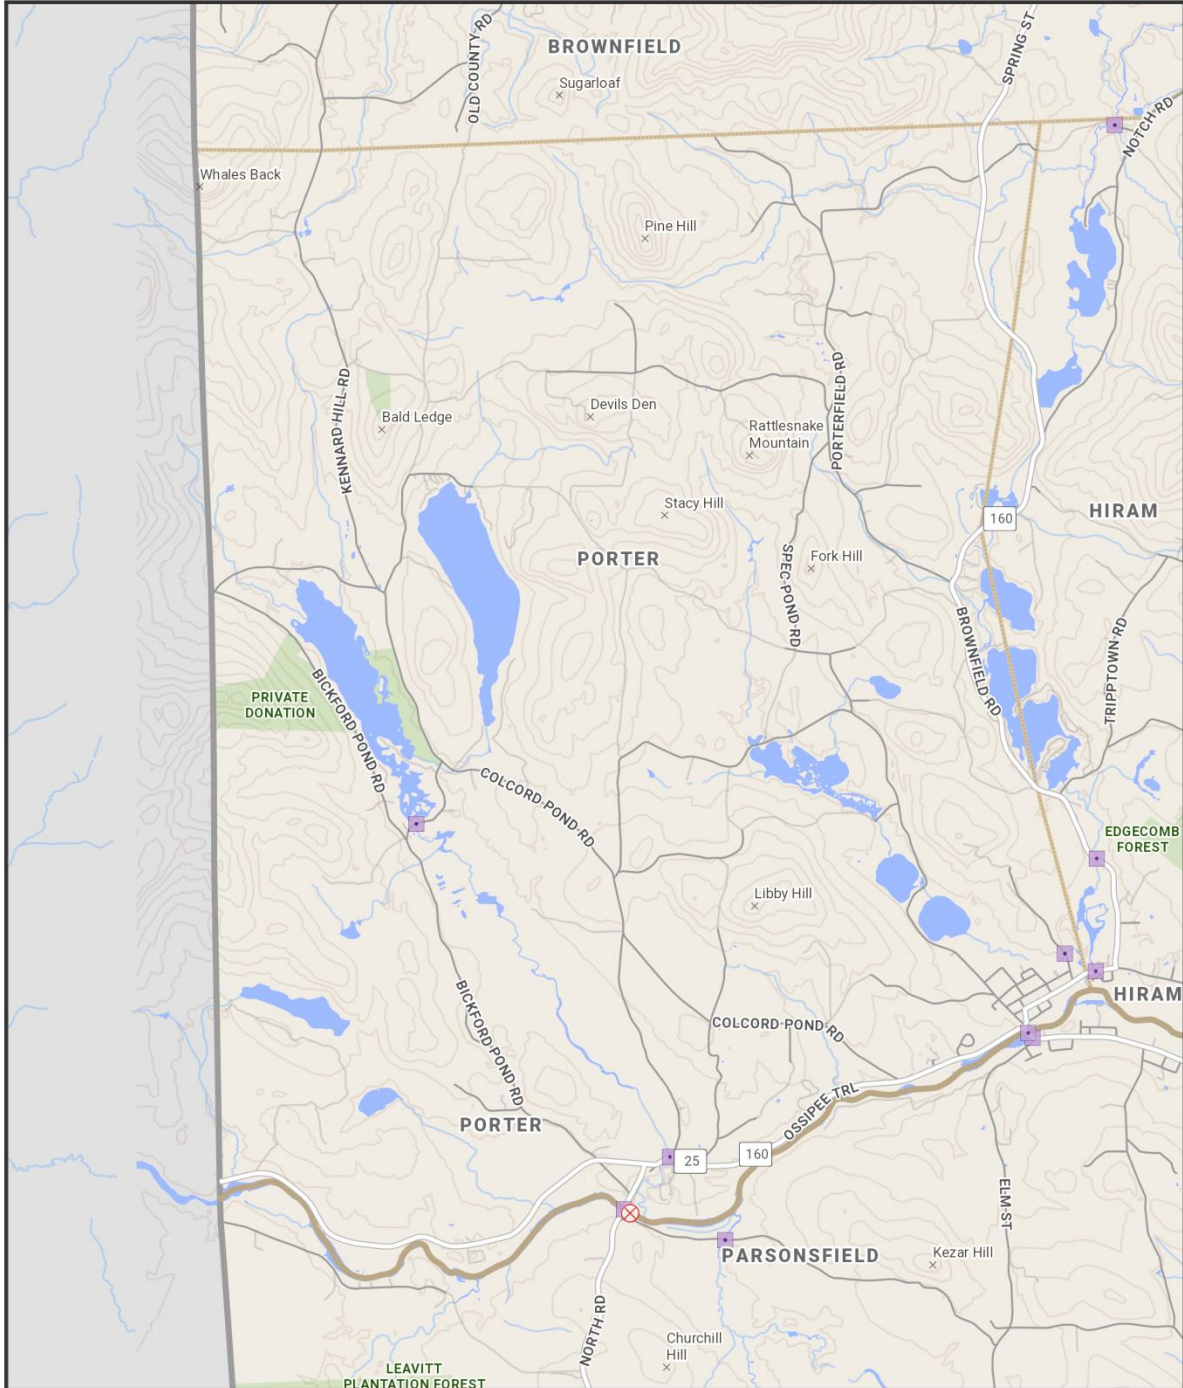 OLD COUNTY RD
BROWNFIELD
SPRING ST
Sugarloaf
NOTCH RD
Whales Back
Pine Hill
KENNARD HILL RD
PORTERFIELD RD
Bald Ledge
Devils Den
Rattlesnake
Mountain
Stacy Hill
160
HIRAM
PORTER
Fork Hill
SPEC POND RD
BROWNFIELD RD
TRIPPTOWN RD
PRIVATE
DONATION
BICKFORD POND RD
COLCORD POND RD
EDGECOMB
FOREST
Libby Hill
HIRAM
BICKFORD POND RD
COLCORD POND RD
OSSIPEE TRL
PORTER
25
160
ELM ST
PARSONSFIELD
Kezar Hill
NORTH RD
Churchill
Hill
LEAVITT
PLANTATION FOREST